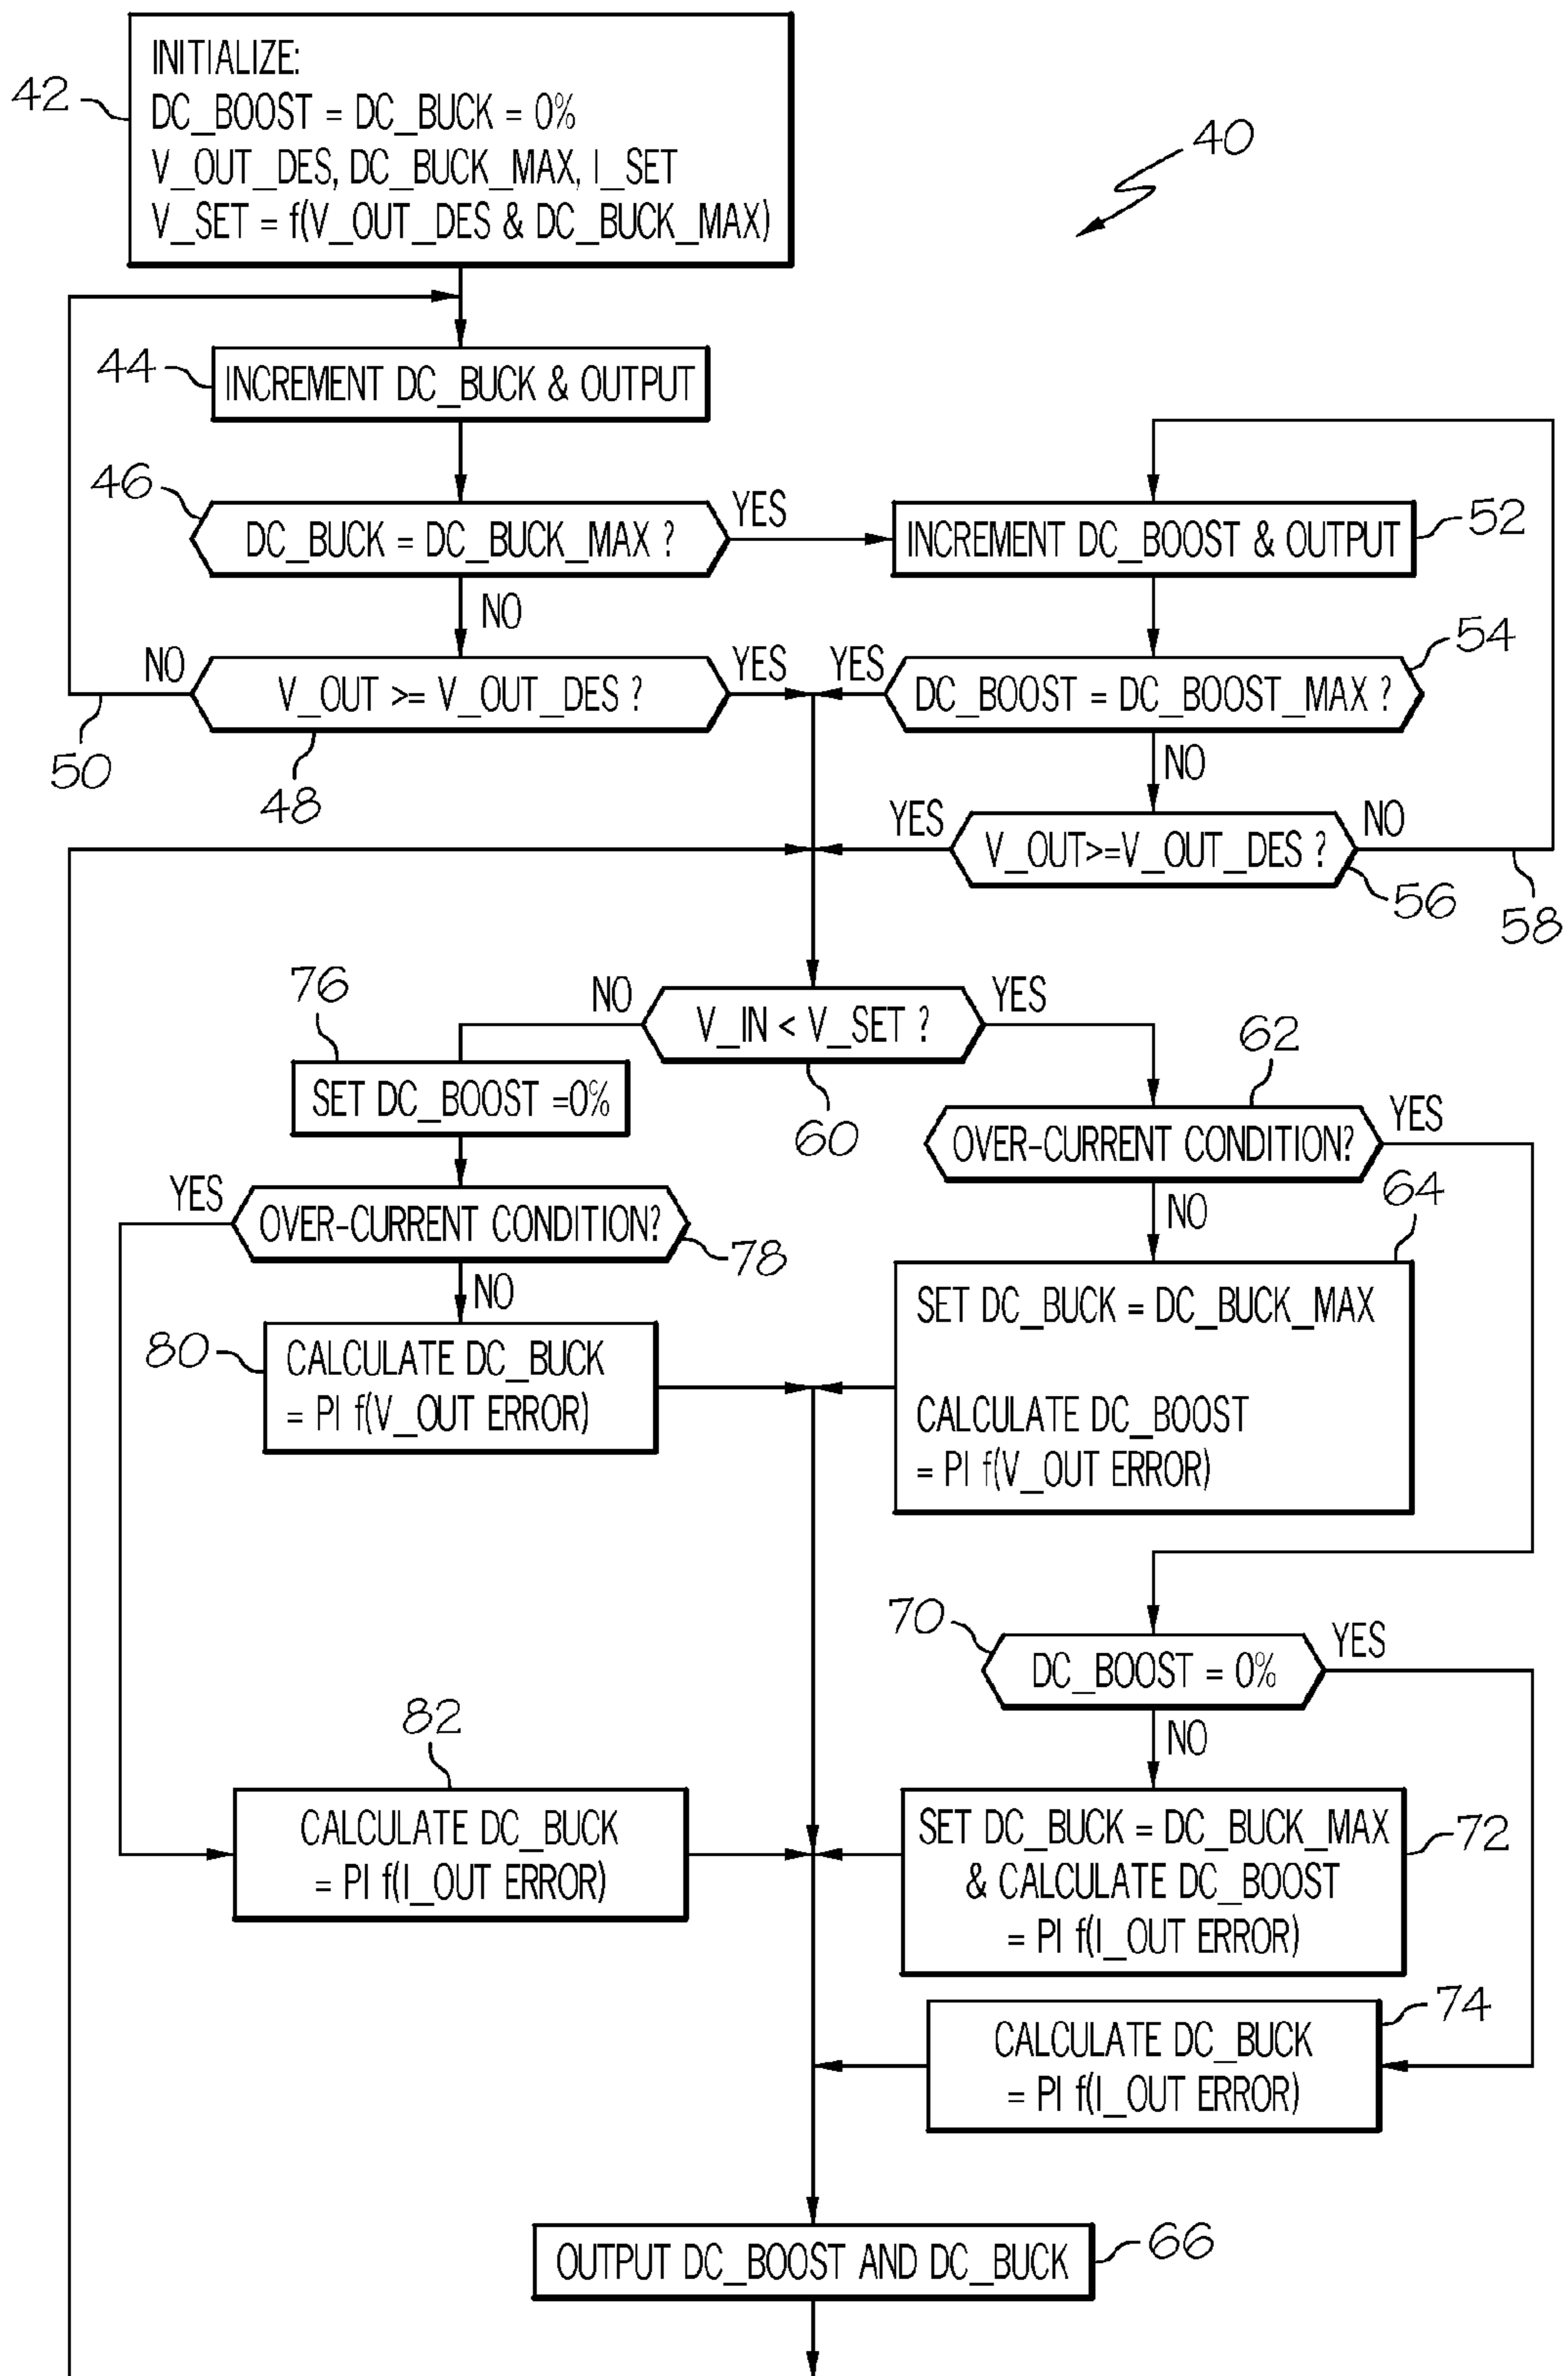 42
INITIALIZE:
DC_BOOST = DC_BUCK = 0%
V_OUT_DES, DC_BUCK_MAX, I_SET
V_SET = f(V_OUT_DES & DC_BUCK_MAX)
40
44
INCREMENT DC_BUCK & OUTPUT
46
DC_BUCK = DC_BUCK_MAX ?
YES
NO
INCREMENT DC_BOOST & OUTPUT
52
NO
V_OUT >= V_OUT_DES ?
YES
50
48
YES
DC_BOOST = DC_BOOST_MAX ?
54
NO
YES
V_OUT>=V_OUT_DES ?
NO
56
58
NO
V_IN < V_SET ?
YES
60
76
SET DC_BOOST =0%
62
OVER-CURRENT CONDITION?
YES
NO
YES
OVER-CURRENT CONDITION?
78
NO
64
SET DC_BUCK = DC_BUCK_MAX
CALCULATE DC_BOOST
= PI f(V_OUT ERROR)
80
CALCULATE DC_BUCK
= PI f(V_OUT ERROR)
70
DC_BOOST = 0%
YES
NO
82
CALCULATE DC_BUCK
= PI f(I_OUT ERROR)
SET DC_BUCK = DC_BUCK_MAX
& CALCULATE DC_BOOST
= PI f(I_OUT ERROR)
72
74
CALCULATE DC_BUCK
= PI f(I_OUT ERROR)
OUTPUT DC_BOOST AND DC_BUCK
66